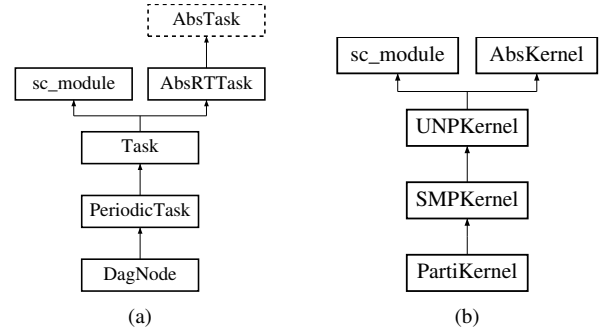 AbsTask
sc_module
AbsRTTask
Task
PeriodicTask
DagNode
(a)
sc_module
AbsKernel
UNPKernel
SMPKernel
PartiKernel
(b)